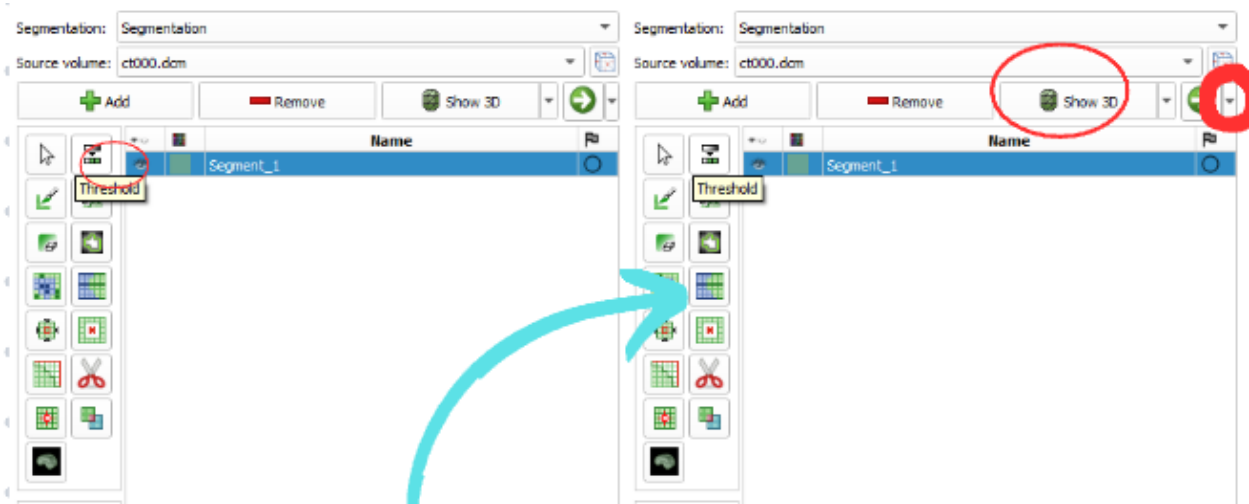 Segmentation: Segmentation
Source volume: ct000.dcm
Add Remove Show 3D
Name
Segment_1
Threshold
Segmentation: Segmentation
Source volume: ct000.dcm
Add Remove Show 3D
Name
Segment_1
Threshold